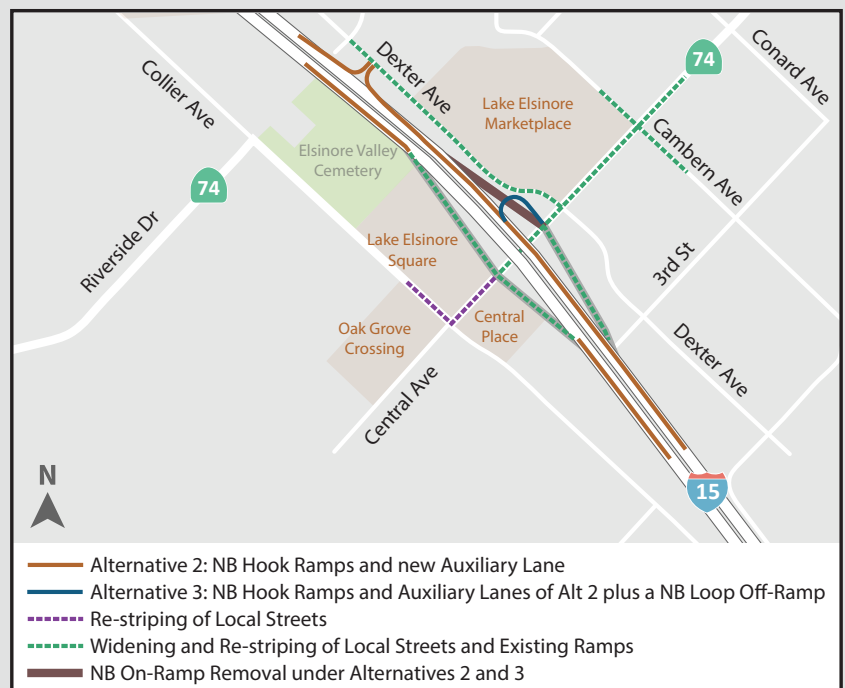 Dexter Ave
Conard Ave
74
Collier Ave
Lake Elsinore
Marketplace
Cambern Ave
Elsinore Valley
Cemetery
74
Riverside Dr
Lake Elsinore
Square
3rd St
Oak Grove
Crossing
Central
Place
Dexter Ave
Central Ave
N
15
Alternative 2: NB Hook Ramps and new Auxiliary Lane
Alternative 3: NB Hook Ramps and Auxiliary Lanes of Alt 2 plus a NB Loop Off-Ramp
Re-striping of Local Streets
Widening and Re-striping of Local Streets and Existing Ramps
NB On-Ramp Removal under Alternatives 2 and 3